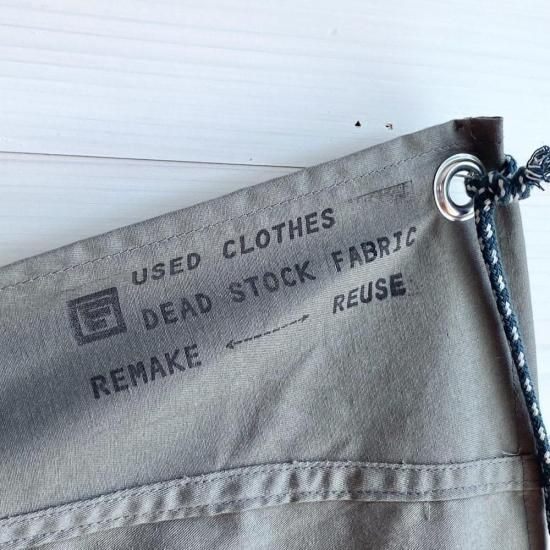 USED CLOTHES
DEAD STOCK FABRIC
REMAKE <--> REUSE